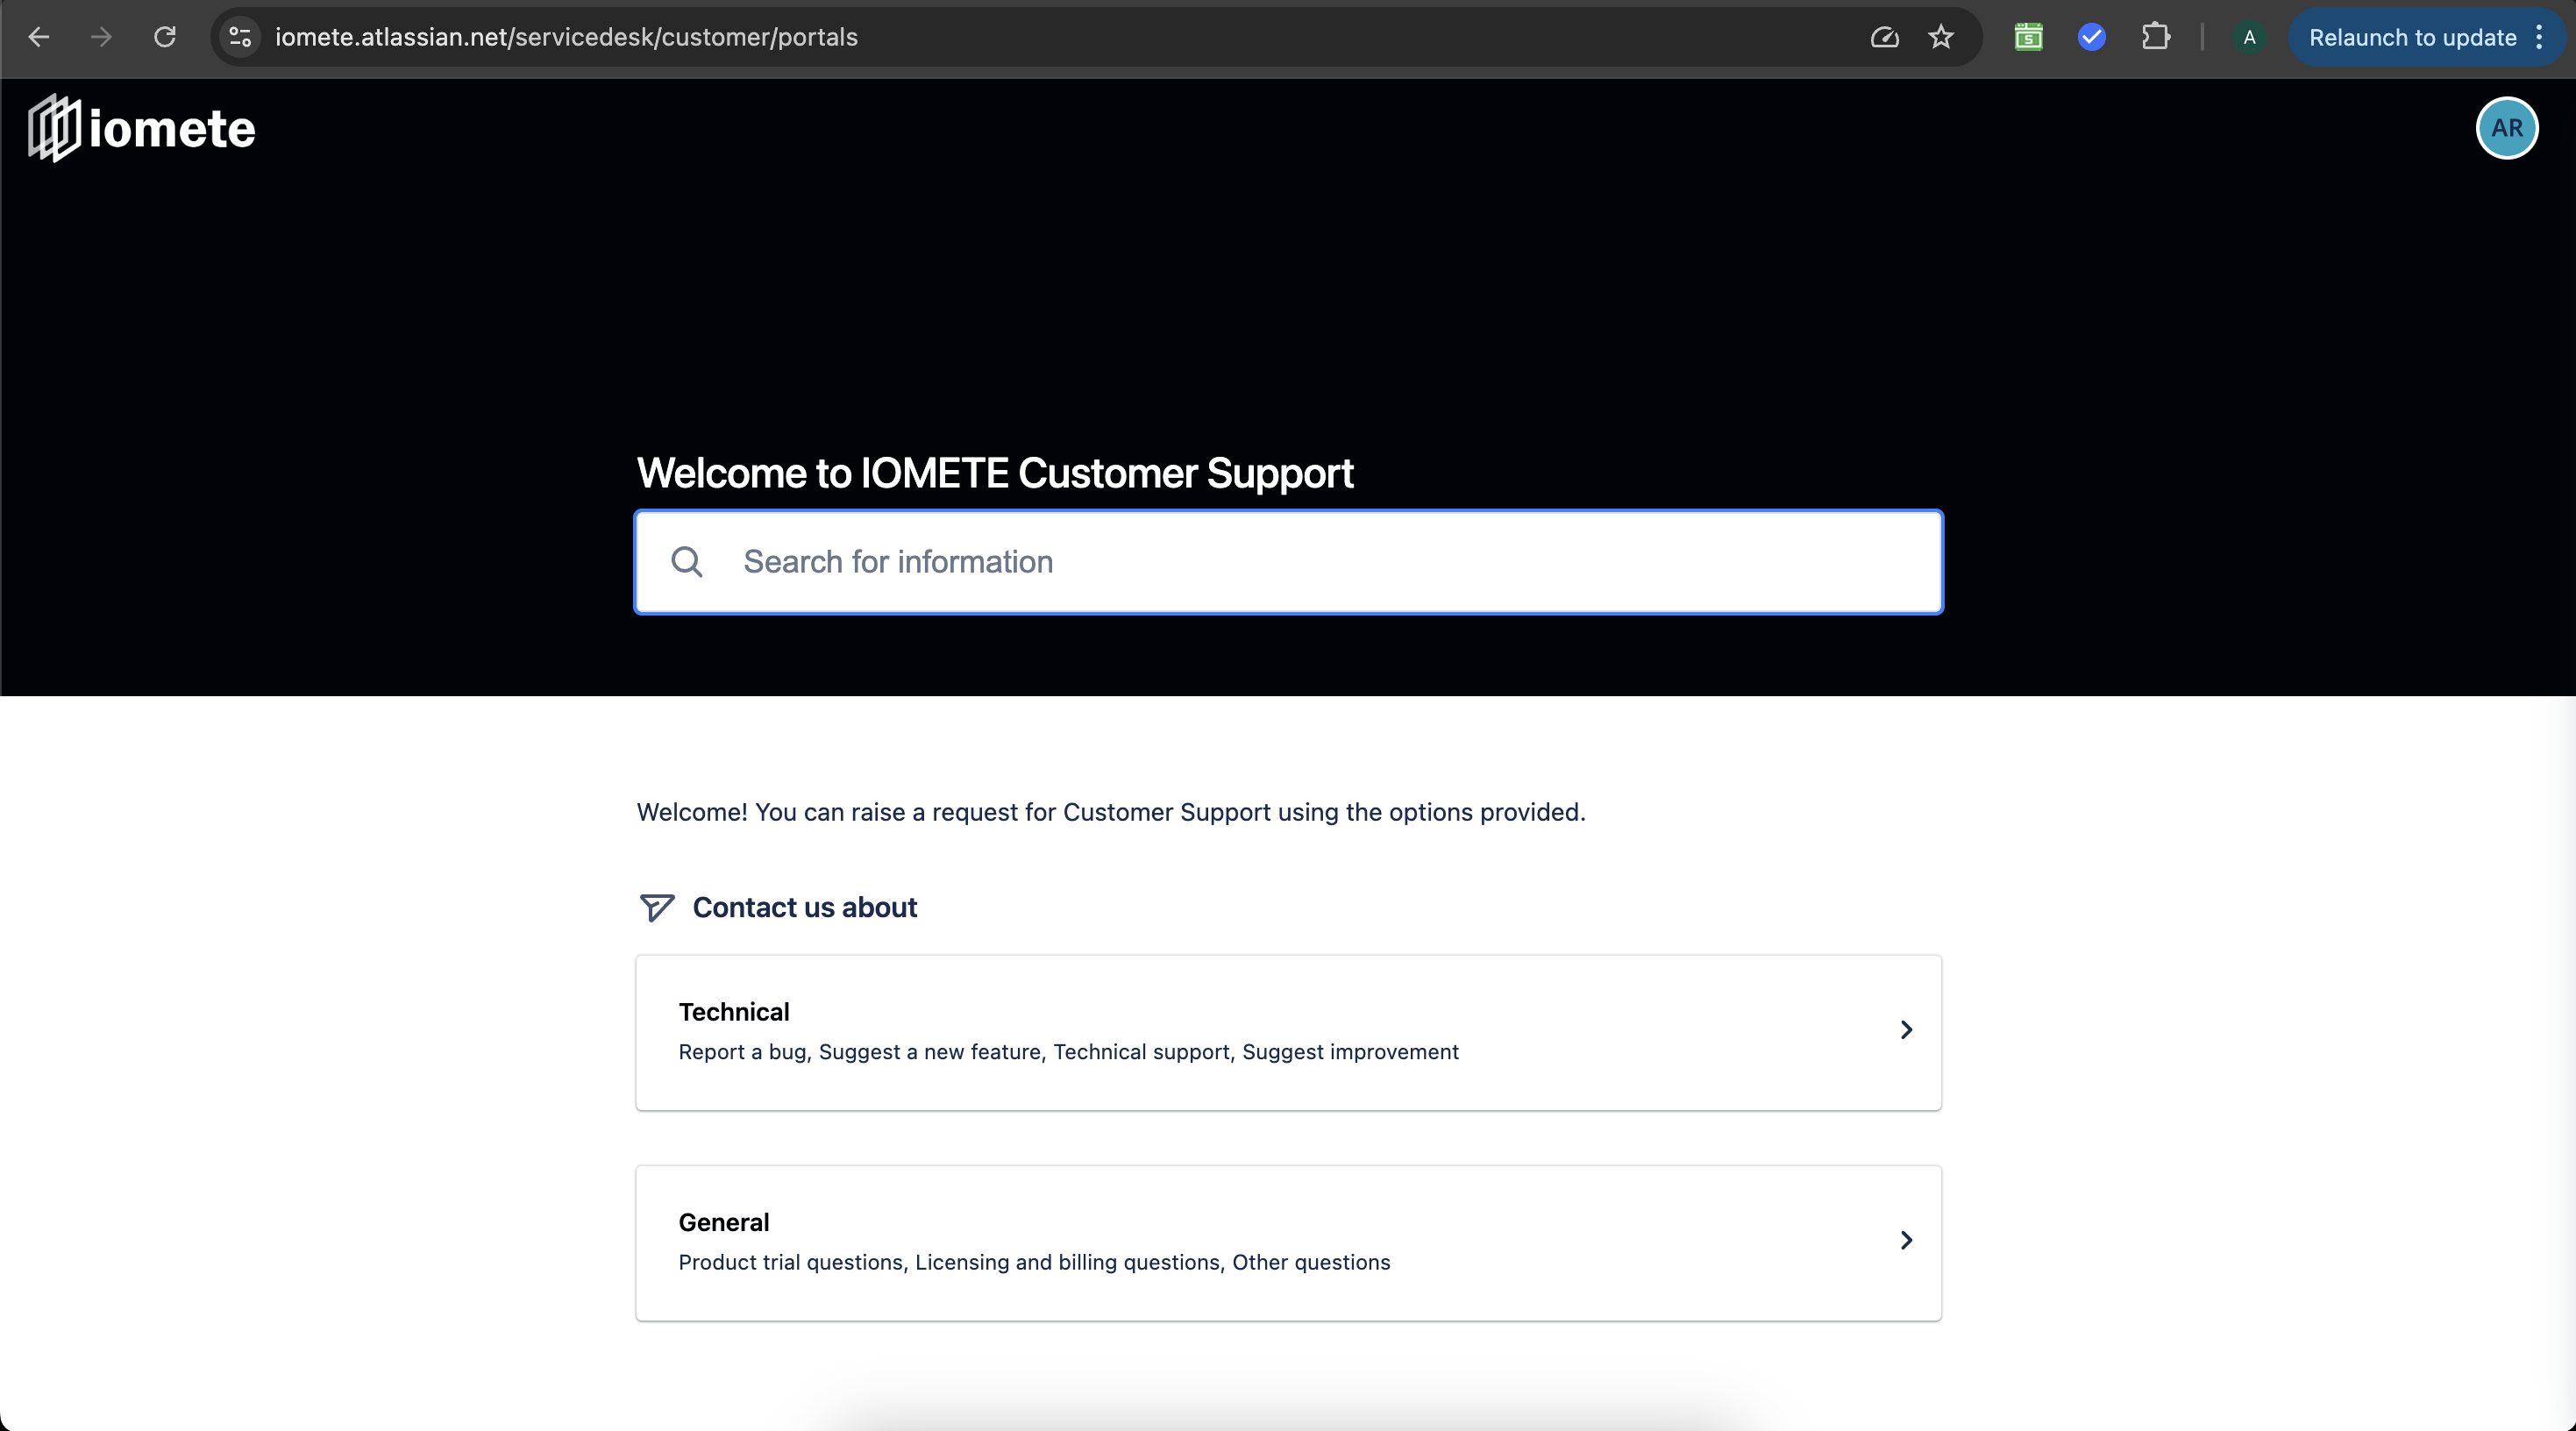 iomete.atlassian.net/servicedesk/customer/portals
S
A
Relaunch to update
iomete
AR
Welcome to IOMETE Customer Support
Search for information
Welcome! You can raise a request for Customer Support using the options provided.
Contact us about
Technical
Report a bug, Suggest a new feature, Technical support, Suggest improvement
General
Product trial questions, Licensing and billing questions, Other questions